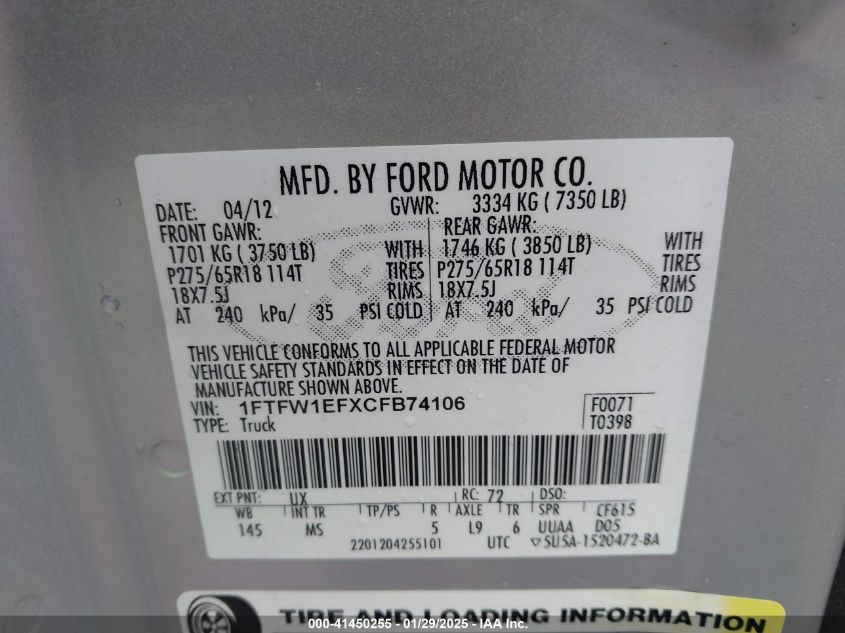 MFD. BY FORD MOTOR CO.
DATE: 04/12 GVWR: 3334 KG ( 7350 LB)
FRONT GAWR: REAR GAWR:
1701 KG ( 3750 LB) WITH 1746 KG ( 3850 LB) WITH
P275/65R18 114T TIRES P275/65R18 114T TIRES
18X7.5J RIMS 18X7.5J RIMS
AT 240 kPa/ 35 PSI COLD AT 240 kPa/ 35 PSI COLD
Ford
THIS VEHICLE CONFORMS TO ALL APPLICABLE FEDERAL MOTOR
VEHICLE SAFETY STANDARDS IN EFFECT ON THE DATE OF
MANUFACTURE SHOWN ABOVE.
VIN: 1FTFW1EFXCFB74106 F0071
TYPE: Truck T0398
EXT PNT: UX RC: 72 DSO:
WB INT TR TP/PS R AXLE TR SPR CF615
145 MS 5 L9 6 UUAA D05
2201204255101 UTC ▽5U5A-1520472-BA
TIRE AND LOADING INFORMATION
000-41450255 - 01/29/2025 - IAA Inc.